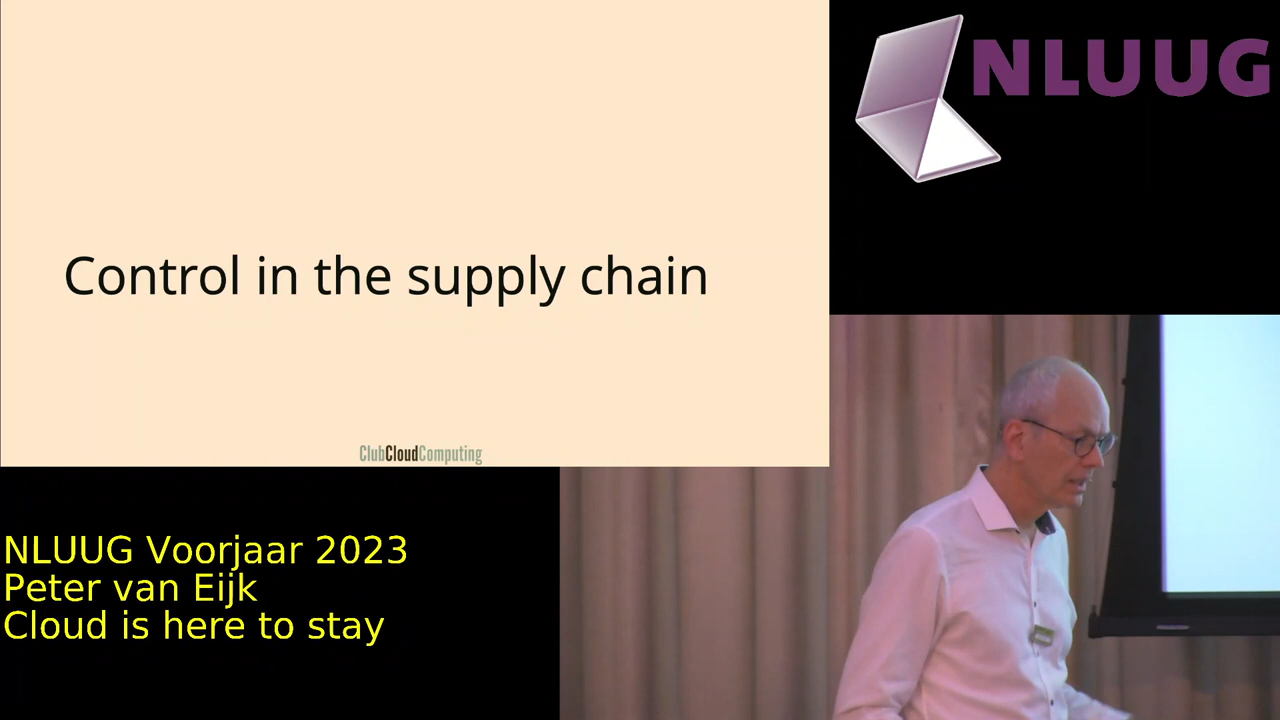 Control in the supply chain
ClubCloudComputing
NLUUG
NLUUG Voorjaar 2023
Peter van Eijk
Cloud is here to stay